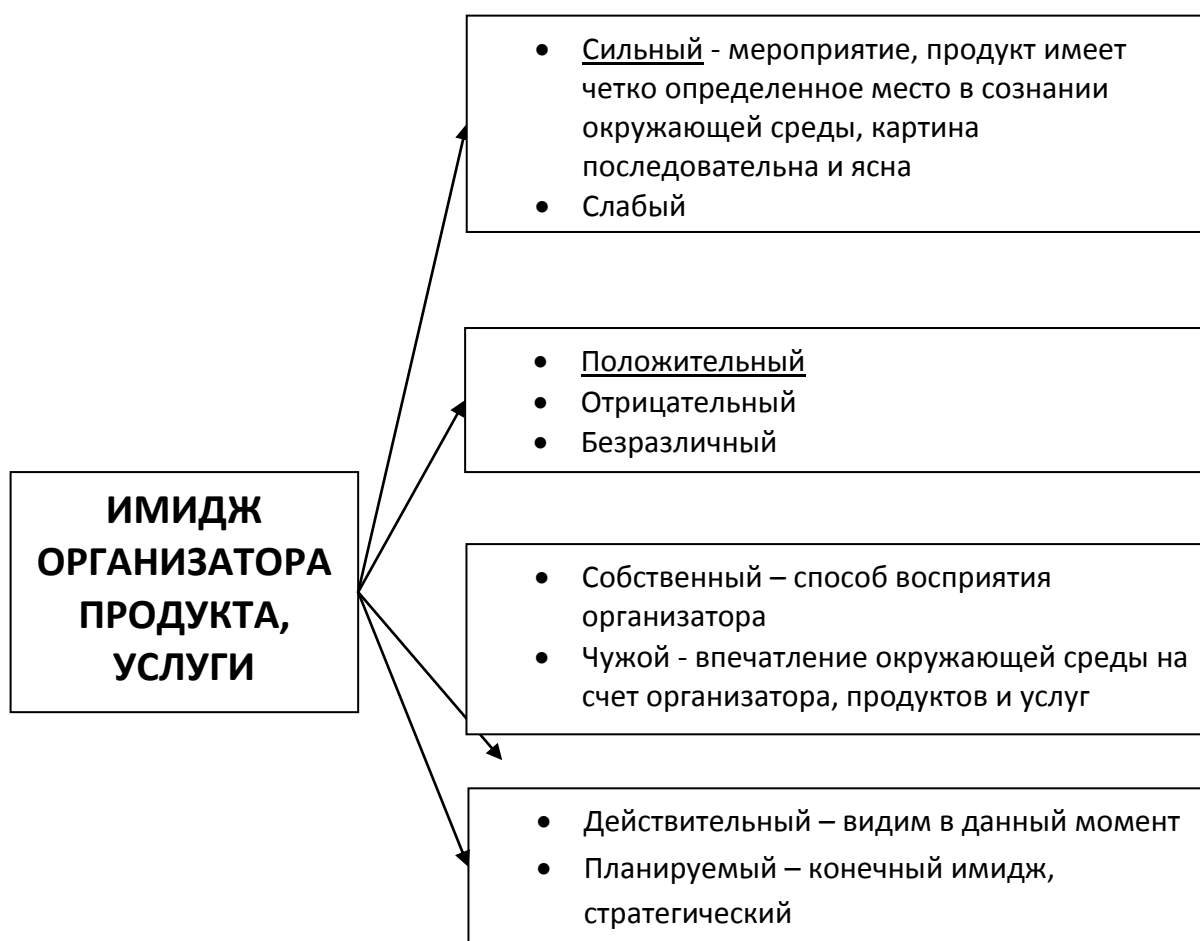 • Сильный - мероприятие, продукт имеет
четко определенное место в сознании
окружающей среды, картина
последовательна и ясна
• Слабый
• Положительный
• Отрицательный
• Безразличный
ИМИДЖ
ОРГАНИЗАТОРА
ПРОДУКТА,
УСЛУГИ
• Собственный – способ восприятия
организатора
• Чужой - впечатление окружающей среды на
счет организатора, продуктов и услуг
• Действительный – видим в данный момент
• Планируемый – конечный имидж,
стратегический